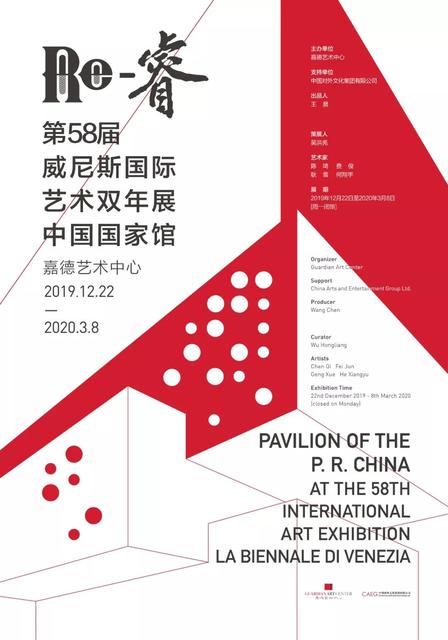 Re-睿
第58届
威尼斯国际
艺术双年展
中国国家馆
嘉德艺术中心
2019.12.22
—
2020.3.8
主办单位
嘉德艺术中心
支持单位
中国对外文化集团有限公司
出品人
王晨
策展人
吴洪亮
艺术家
陈琦 费俊
耿雪 何翔宇
展期
2019年12月22日至2020年3月8日
[周一闭馆]
Organizer
Guardian Art Center
Support
China Arts and Entertainment Group Ltd.
Producer
Wang Chen
Curator
Wu Hongliang
Artists
Chen Qi Fei Jun
Geng Xue He Xiangyu
Exhibition Time
22nd December 2019 - 8th March 2020
(closed on Monday)
PAVILION OF THE
P. R. CHINA
AT THE 58TH
INTERNATIONAL
ART EXHIBITION
LA BIENNALE DI VENEZIA
GUARDIAN ART CENTER
CAEG